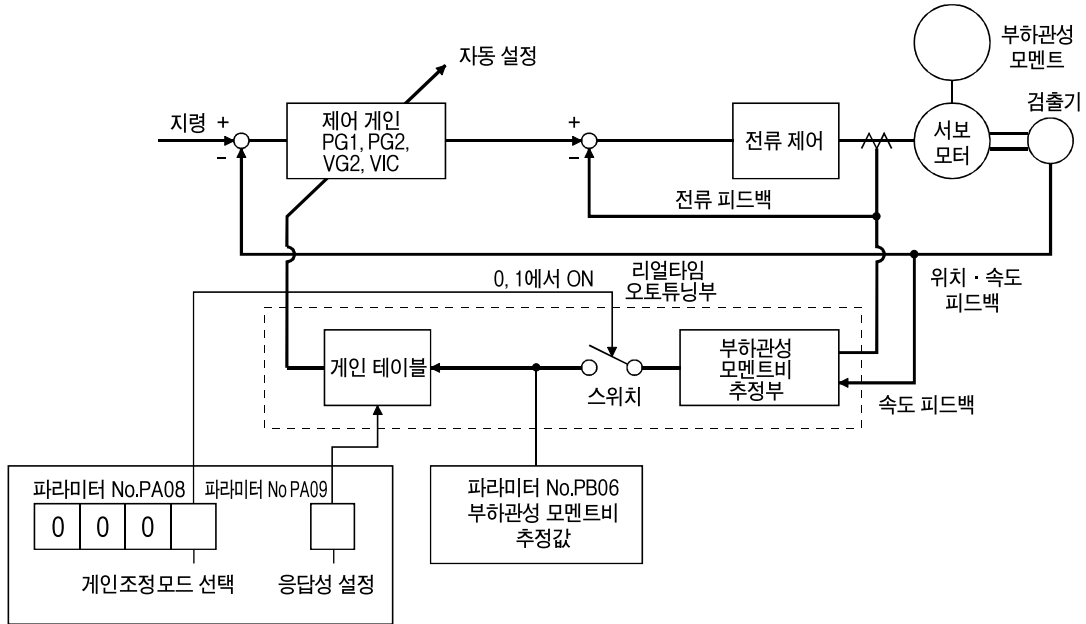 부하관성
모멘트
자동 설정
검출기
지령
+
−
제어 게인
PG1, PG2,
VG2, VIC
+
−
전류 제어
서보
모터
전류 피드백
0, 1에서 ON
리얼타임
오토튜닝부
위치 · 속도
피드백
게인 테이블
스위치
부하관성
모멘트비
추정부
속도 피드백
파라미터 No.PA08
파라미터 No PA09
0 0 0
게인조정모드 선택
응답성 설정
파라미터 No.PB06
부하관성 모멘트비
추정값